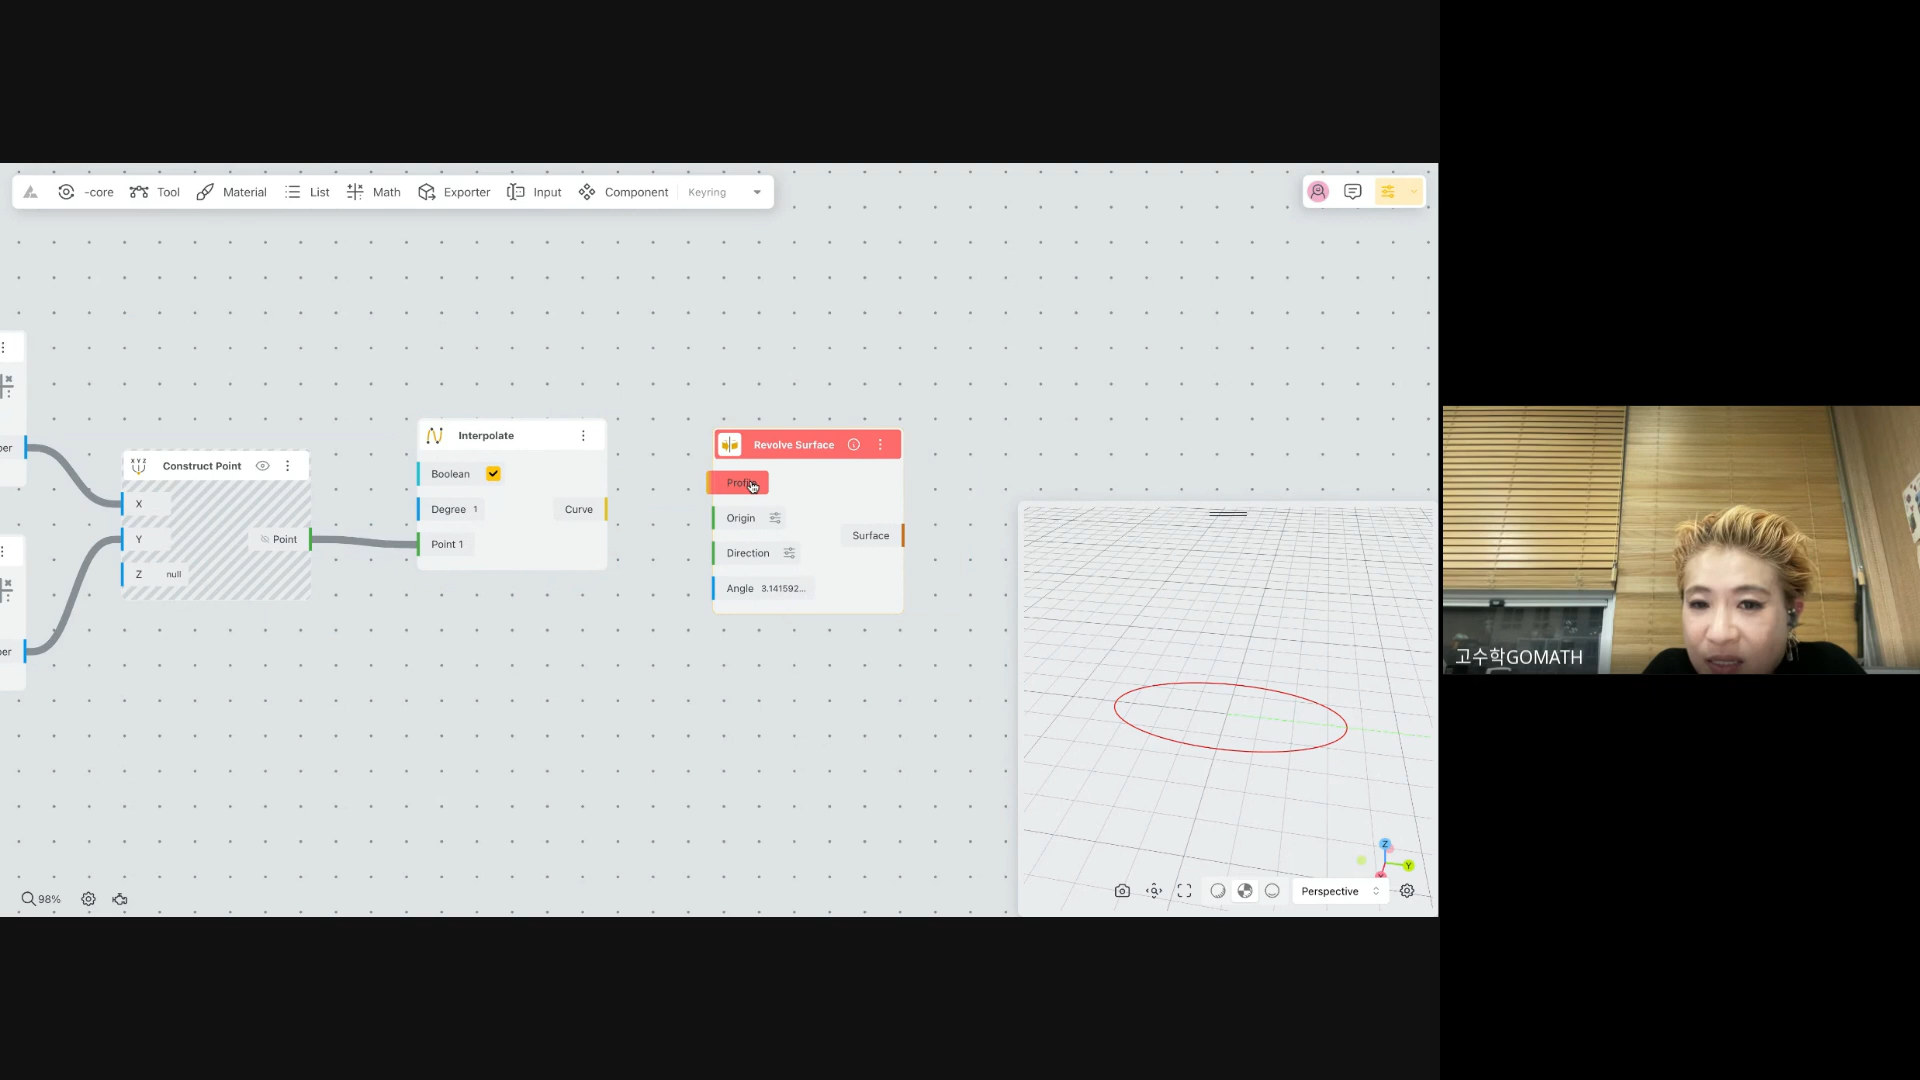 -core Tool Material List Math Exporter Input Component Keyring
Interpolate
Boolean
Degree 1
Curve
Point 1
XYZ
Construct Point
X
Y
Point
Z null
Revolve Surface
Profile
Origin
Surface
Direction
Angle 3.141592...
Z
Y
98%
Perspective
고수학GOMATH